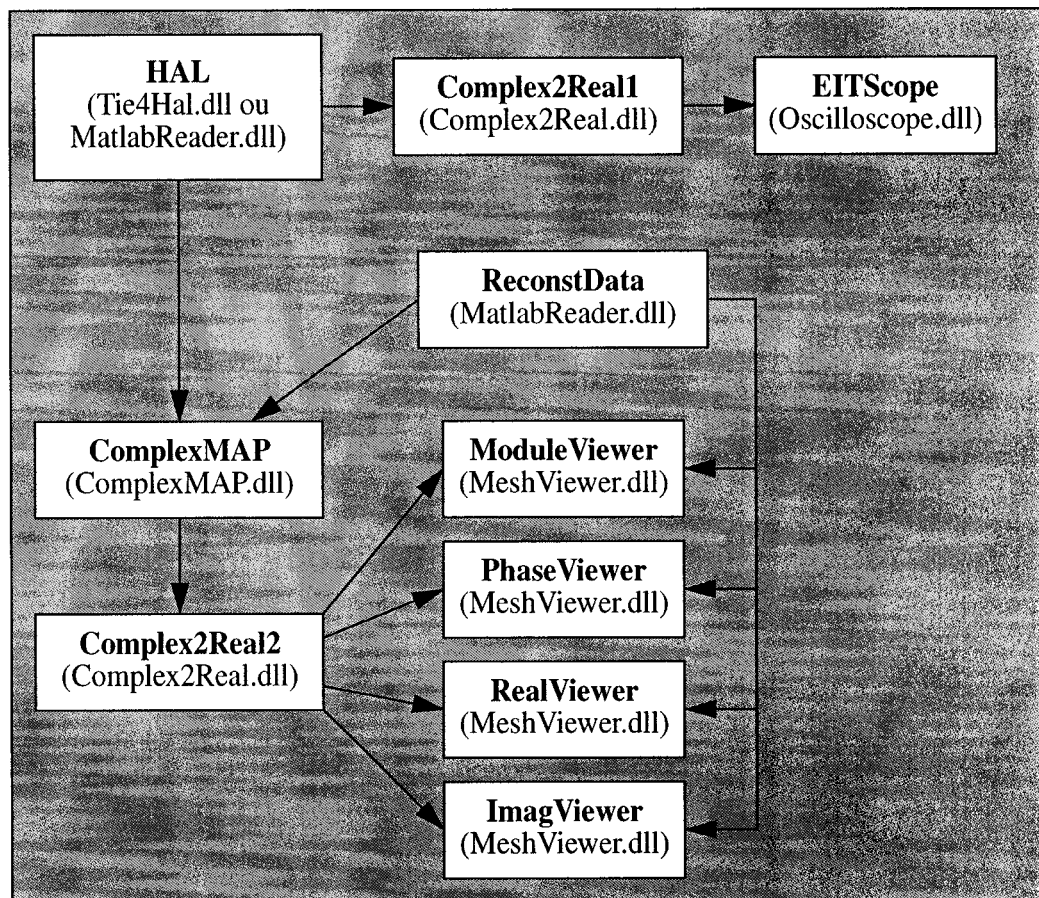 HAL
(Tie4Hal.dll ou
MatlabReader.dll)
Complex2Real1
(Complex2Real.dll)
EITScope
(Oscilloscope.dll)
ReconstData
(MatlabReader.dll)
ComplexMAP
(ComplexMAP.dll)
ModuleViewer
(MeshViewer.dll)
PhaseViewer
(MeshViewer.dll)
Complex2Real2
(Complex2Real.dll)
RealViewer
(MeshViewer.dll)
ImagViewer
(MeshViewer.dll)